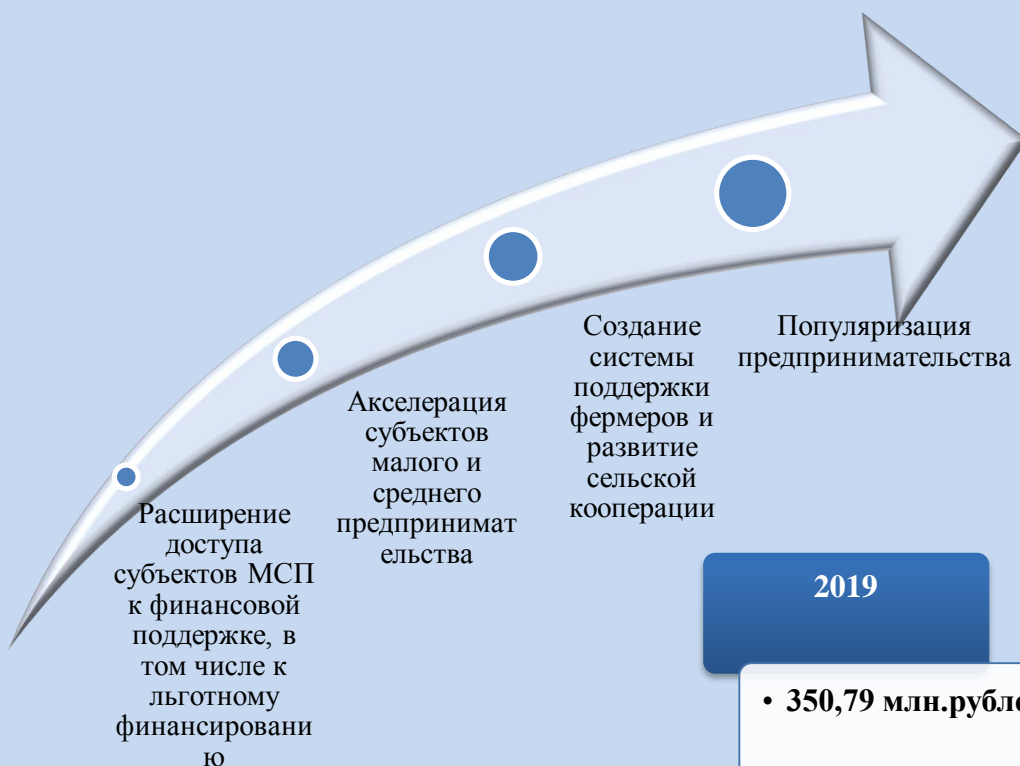 Расширение
доступа
субъектов МСП
к финансовой
поддержке, в
том числе к
льготному
финансировани
ю
Акселерация
субъектов
малого и
среднего
предпринимат
ельства
Создание
системы
поддержки
фермеров и
развитие
сельской
кооперации
Популяризация
предпринимательства
2019
• 350,79 млн.рубле